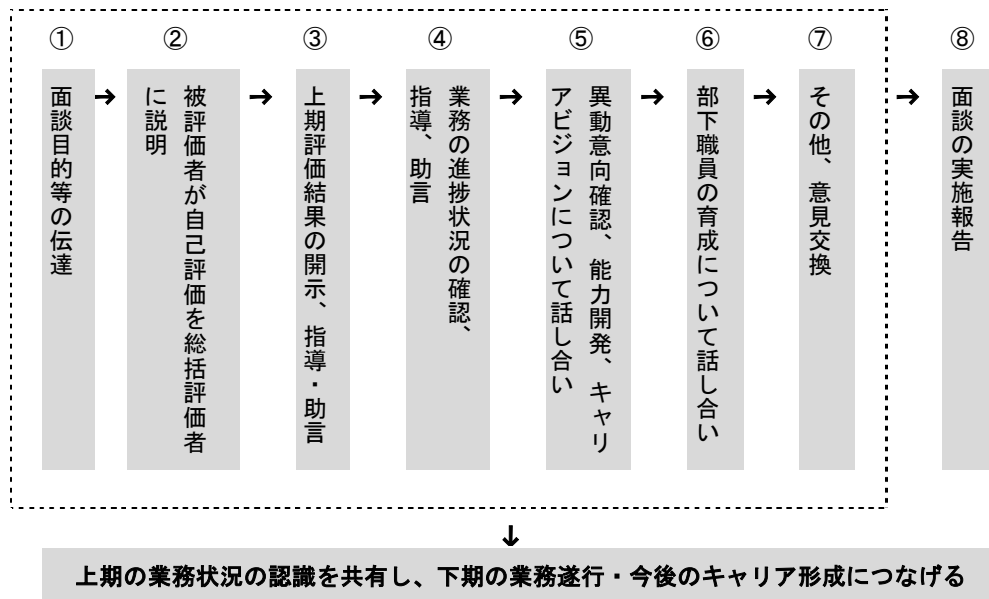 ①
面談目的等の伝達
→
②
被評価者が自己評価を総括評価者
に説明
→
③
上期評価結果の開示、指導・助言
→
④
業務の進捗状況の確認、
指導、助言
→
⑤
異動意向確認、能力開発、キャリ
アビジョンについて話し合い
→
⑥
部下職員の育成について話し合い
→
⑦
その他、意見交換
→
⑧
面談の実施報告
↓
上期の業務状況の認識を共有し、下期の業務遂行・今後のキャリア形成につなげる